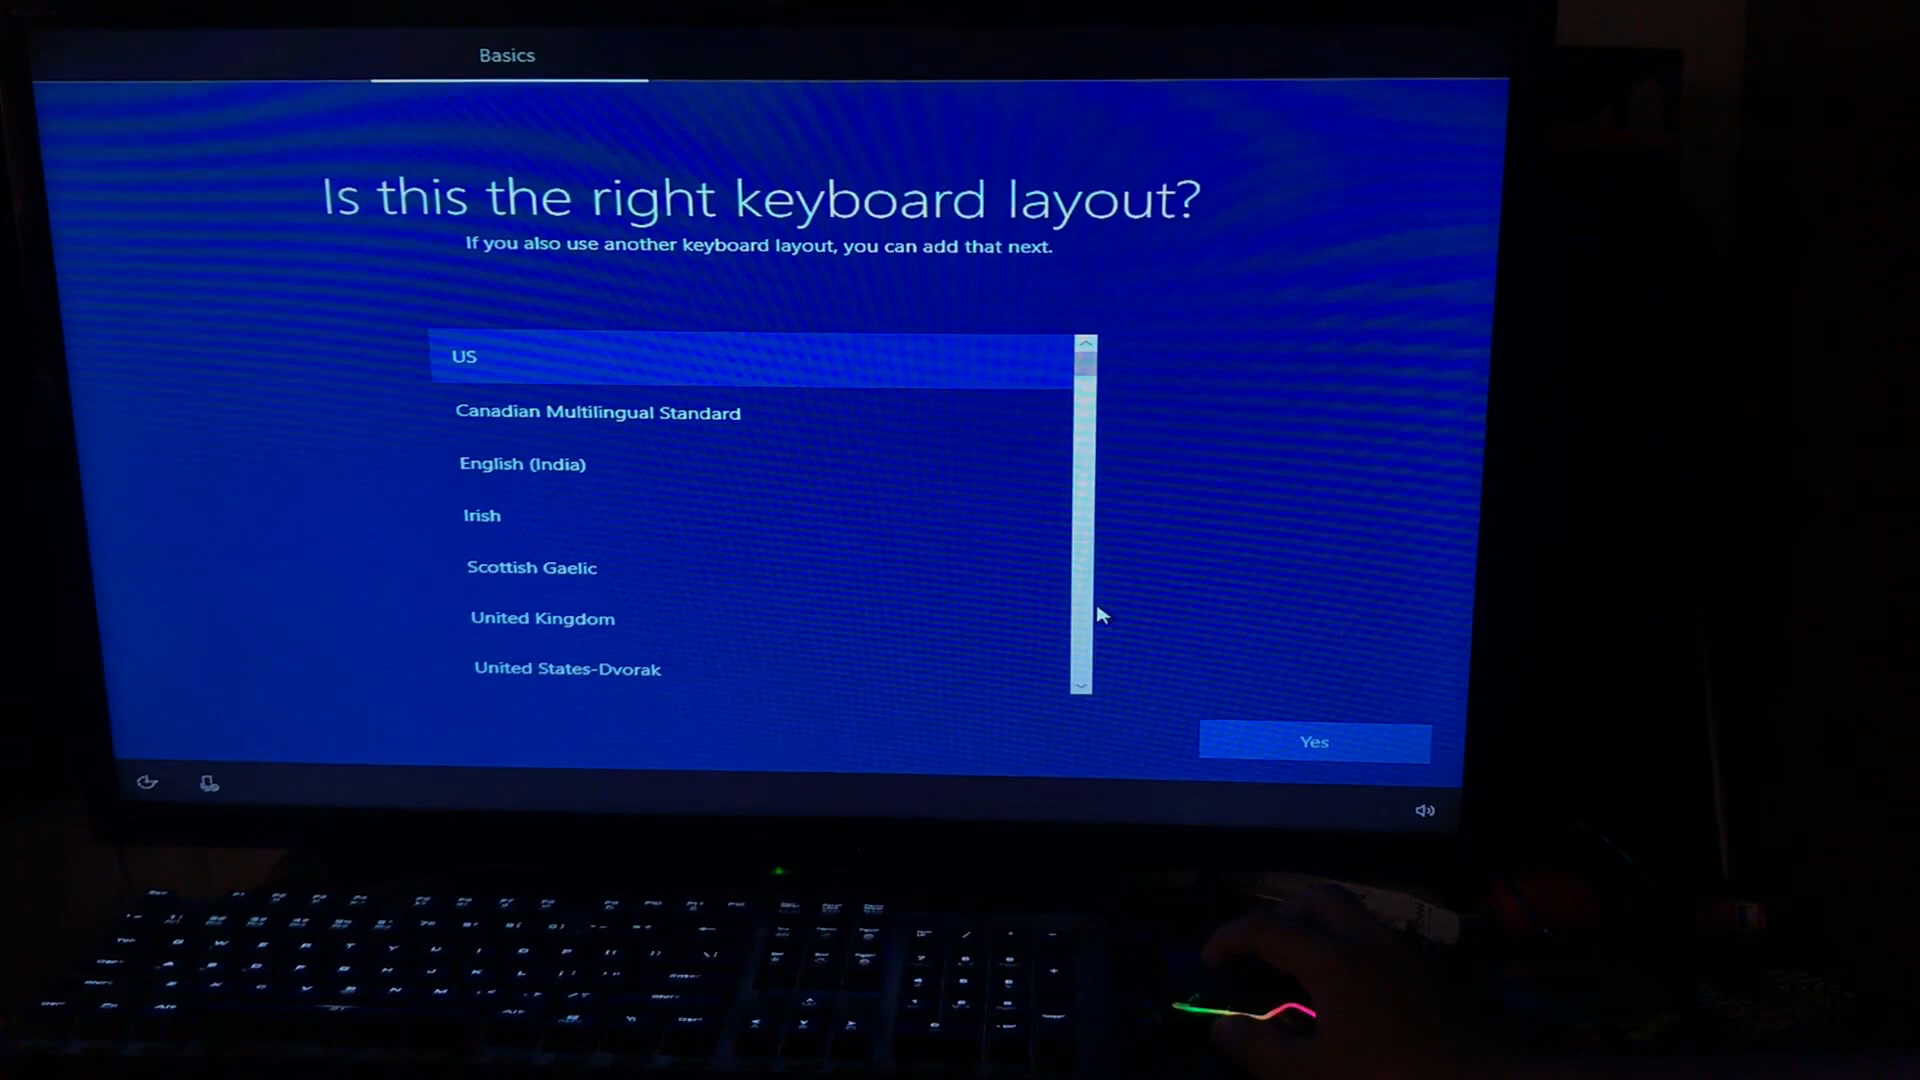 Basics
Is this the right keyboard layout?
If you also use another keyboard layout, you can add that next.
US
Canadian Multilingual Standard
English (India)
Irish
Scottish Gaelic
United Kingdom
United States-Dvorak
Yes